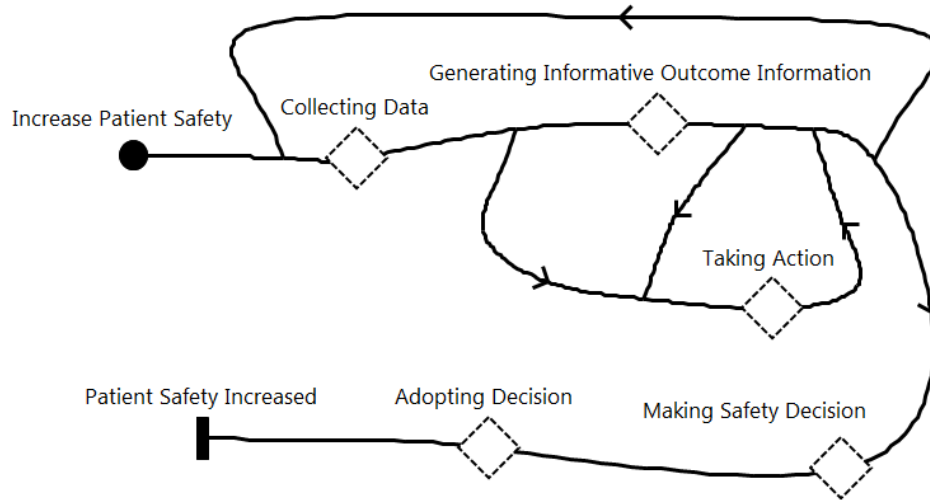 Generating Informative Outcome Information
Collecting Data
Increase Patient Safety
Taking Action
Patient Safety Increased
Adopting Decision
Making Safety Decision